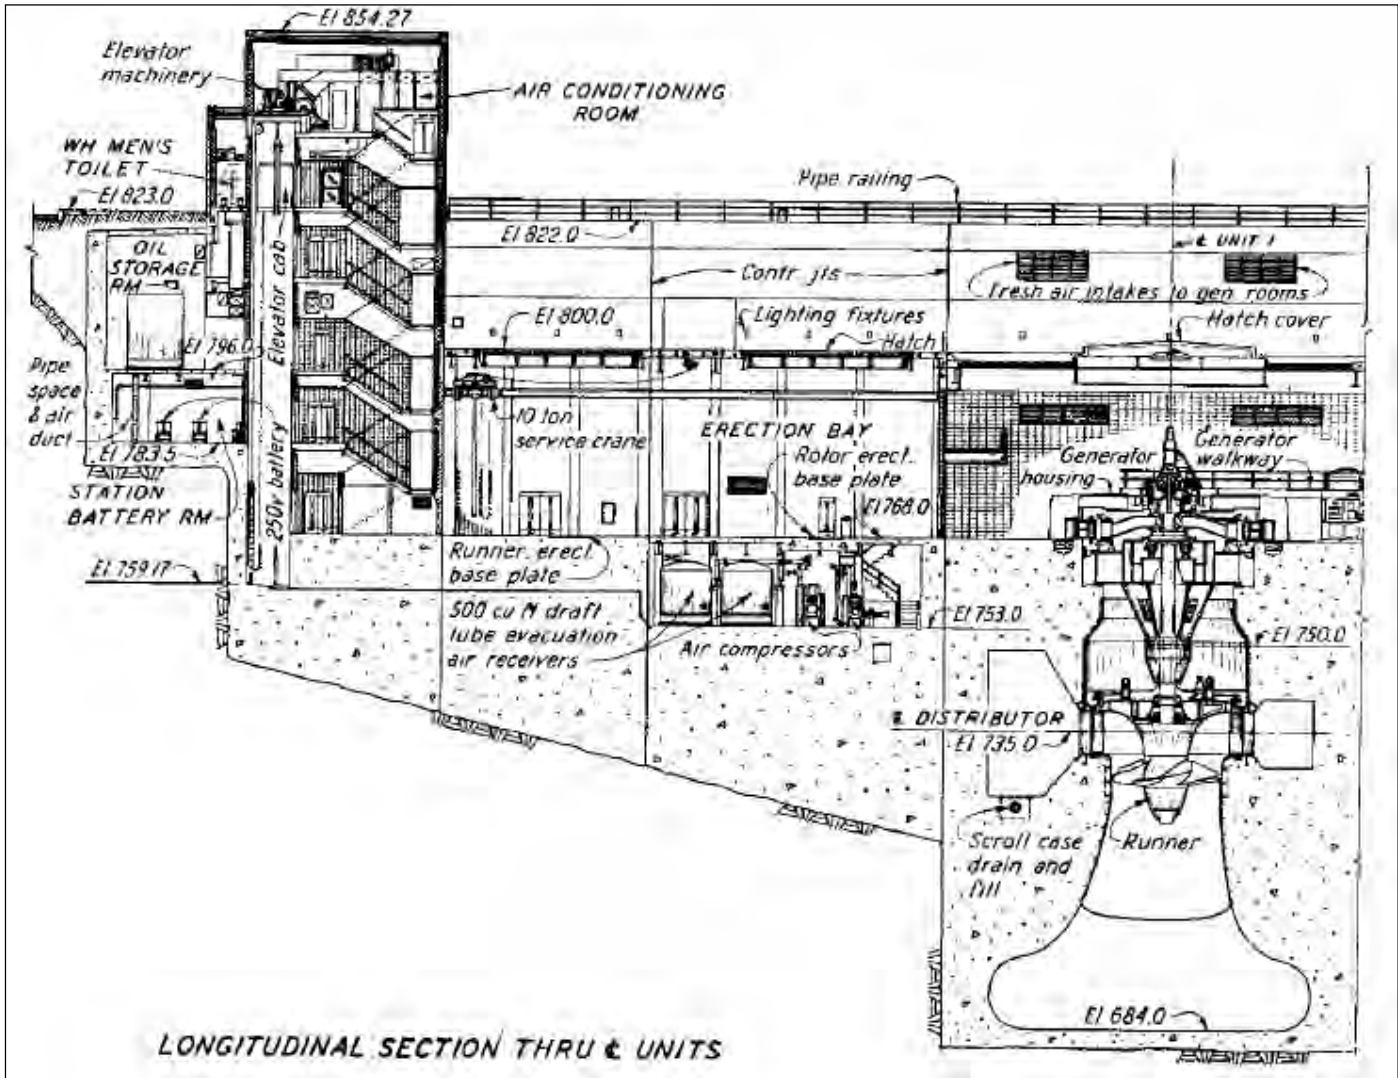 El 854.27
Elevator
machinery
AIR CONDITIONING
ROOM
WH MEN'S
TOILET
El 823.0
Pipe railing
OIL
STORAGE
RM
El 822.0
℄ UNIT 1
Contr. jts
Fresh air intakes to gen. rooms
Elevator cab
El 800.0
Lighting fixtures
Hatch
Hatch cover
El 796.0
Pipe
space
& air
duct
10 ton
service crane
ERECTION BAY
Rotor erect.
base plate
Generator
housing
Generator
walkway
El 783.5
STATION
BATTERY RM
250v battery
El 768.0
Runner erect.
base plate
El 759.17
500 cu ft draft
tube evacuation
air receivers
Air compressors
El 753.0
El 750.0
℄ DISTRIBUTOR
El 735.0
Scroll case
drain and
fill
Runner
El 684.0
LONGITUDINAL SECTION THRU ℄ UNITS